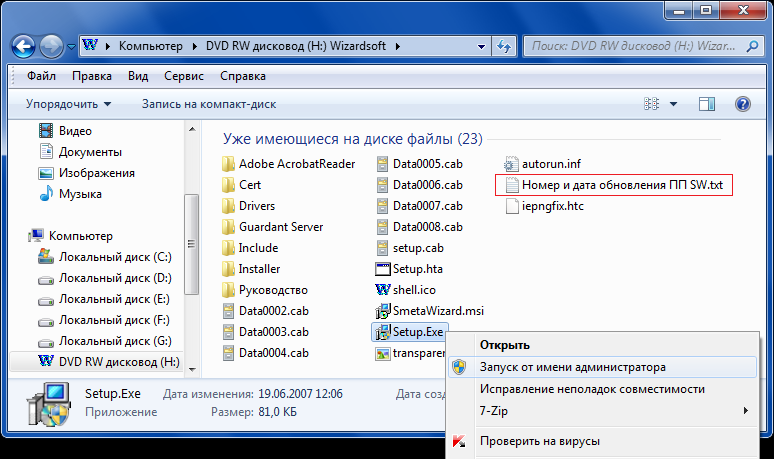 Компьютер DVD RW дисковод (H:) Wizardsoft
Поиск: DVD RW дисковод (H:) Wizar...
Файл Правка Вид Сервис Справка
Упорядочить Запись на компакт-диск
Видео
Документы
Изображения
Музыка
Компьютер
Локальный диск (C:)
Локальный диск (D:)
Локальный диск (E:)
Локальный диск (F:)
Локальный диск (G:)
DVD RW дисковод (H:)
Уже имеющиеся на диске файлы (23)
Adobe AcrobatReader
Cert
Drivers
Guardant Server
Include
Installer
Руководство
Data0002.cab
Data0003.cab
Data0004.cab
Data0005.cab
Data0006.cab
Data0007.cab
Data0008.cab
setup.cab
Setup.hta
shell.ico
SmetaWizard.msi
Setup.Exe
transparen
autorun.inf
Номер и дата обновления ПП SW.txt
iepngfix.htc
Открыть
Запуск от имени администратора
Исправление неполадок совместимости
7-Zip
Проверить на вирусы
Setup.Exe Дата изменения: 19.06.2007 12:06 Дата созд
Приложение Размер: 81,0 КБ